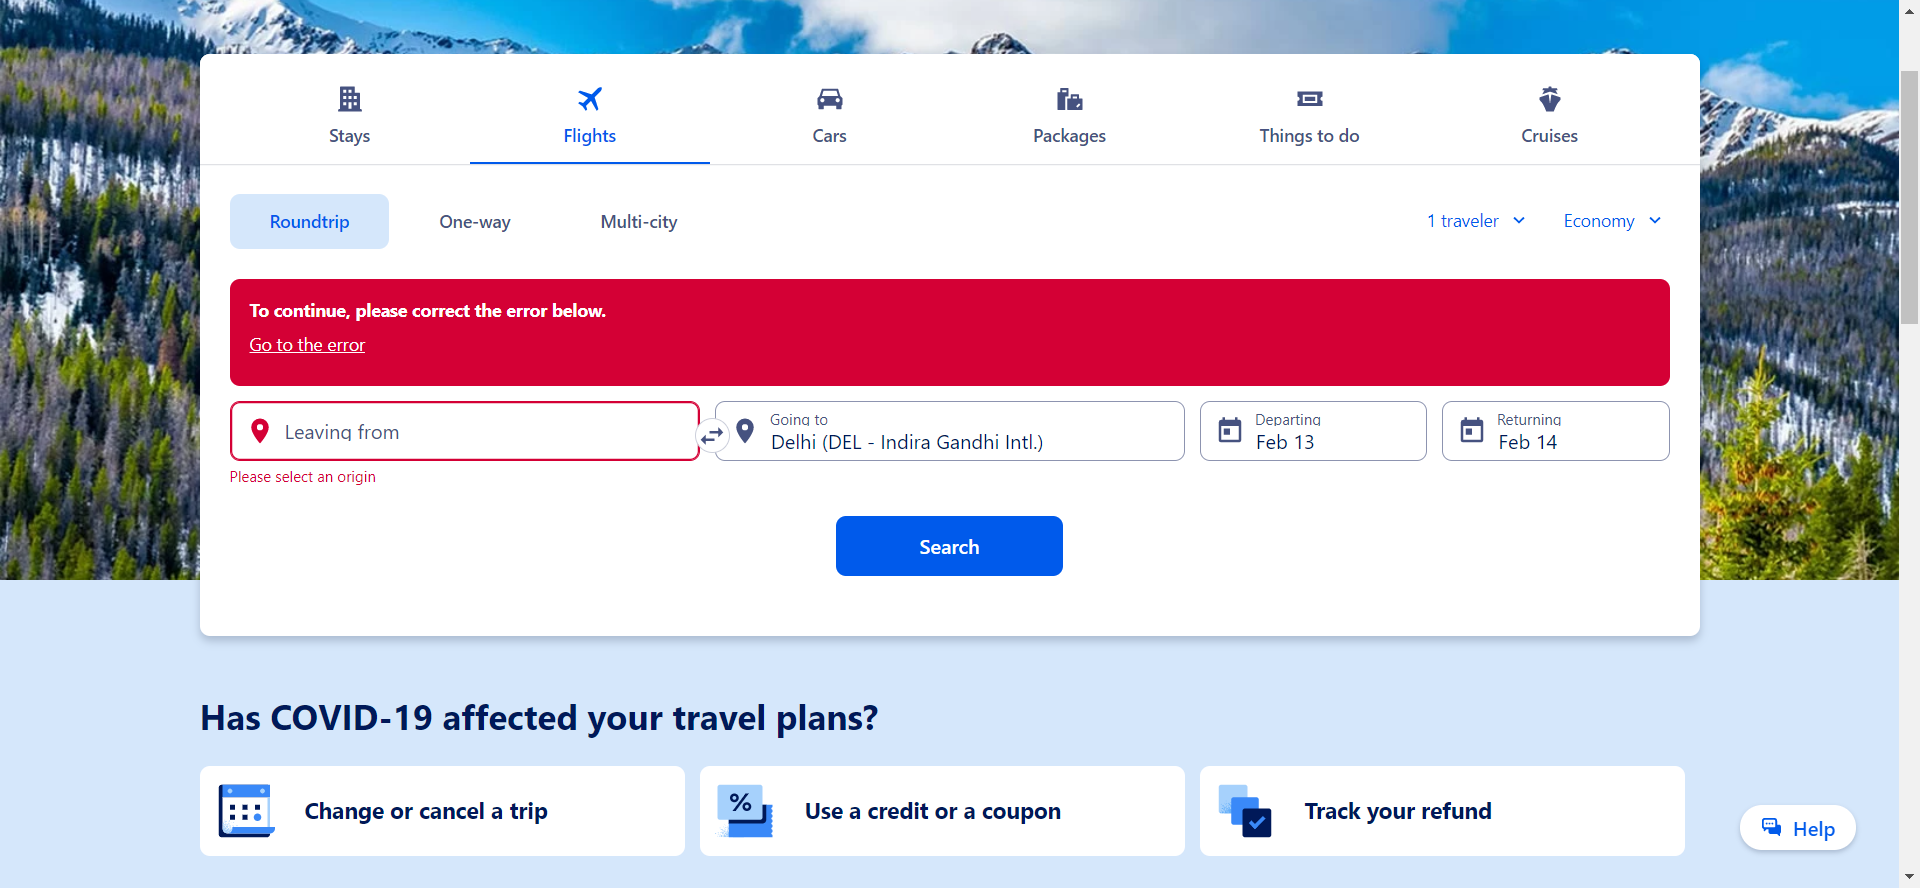 Stays
Flights
Cars
Packages
Things to do
Cruises
Roundtrip
One-way
Multi-city
1 traveler
Economy
To continue, please correct the error below.
Go to the error
Leaving from
Going to
Delhi (DEL - Indira Gandhi Intl.)
Departing
Feb 13
Returning
Feb 14
Please select an origin
Search
Has COVID-19 affected your travel plans?
Change or cancel a trip
%
Use a credit or a coupon
Track your refund
Help